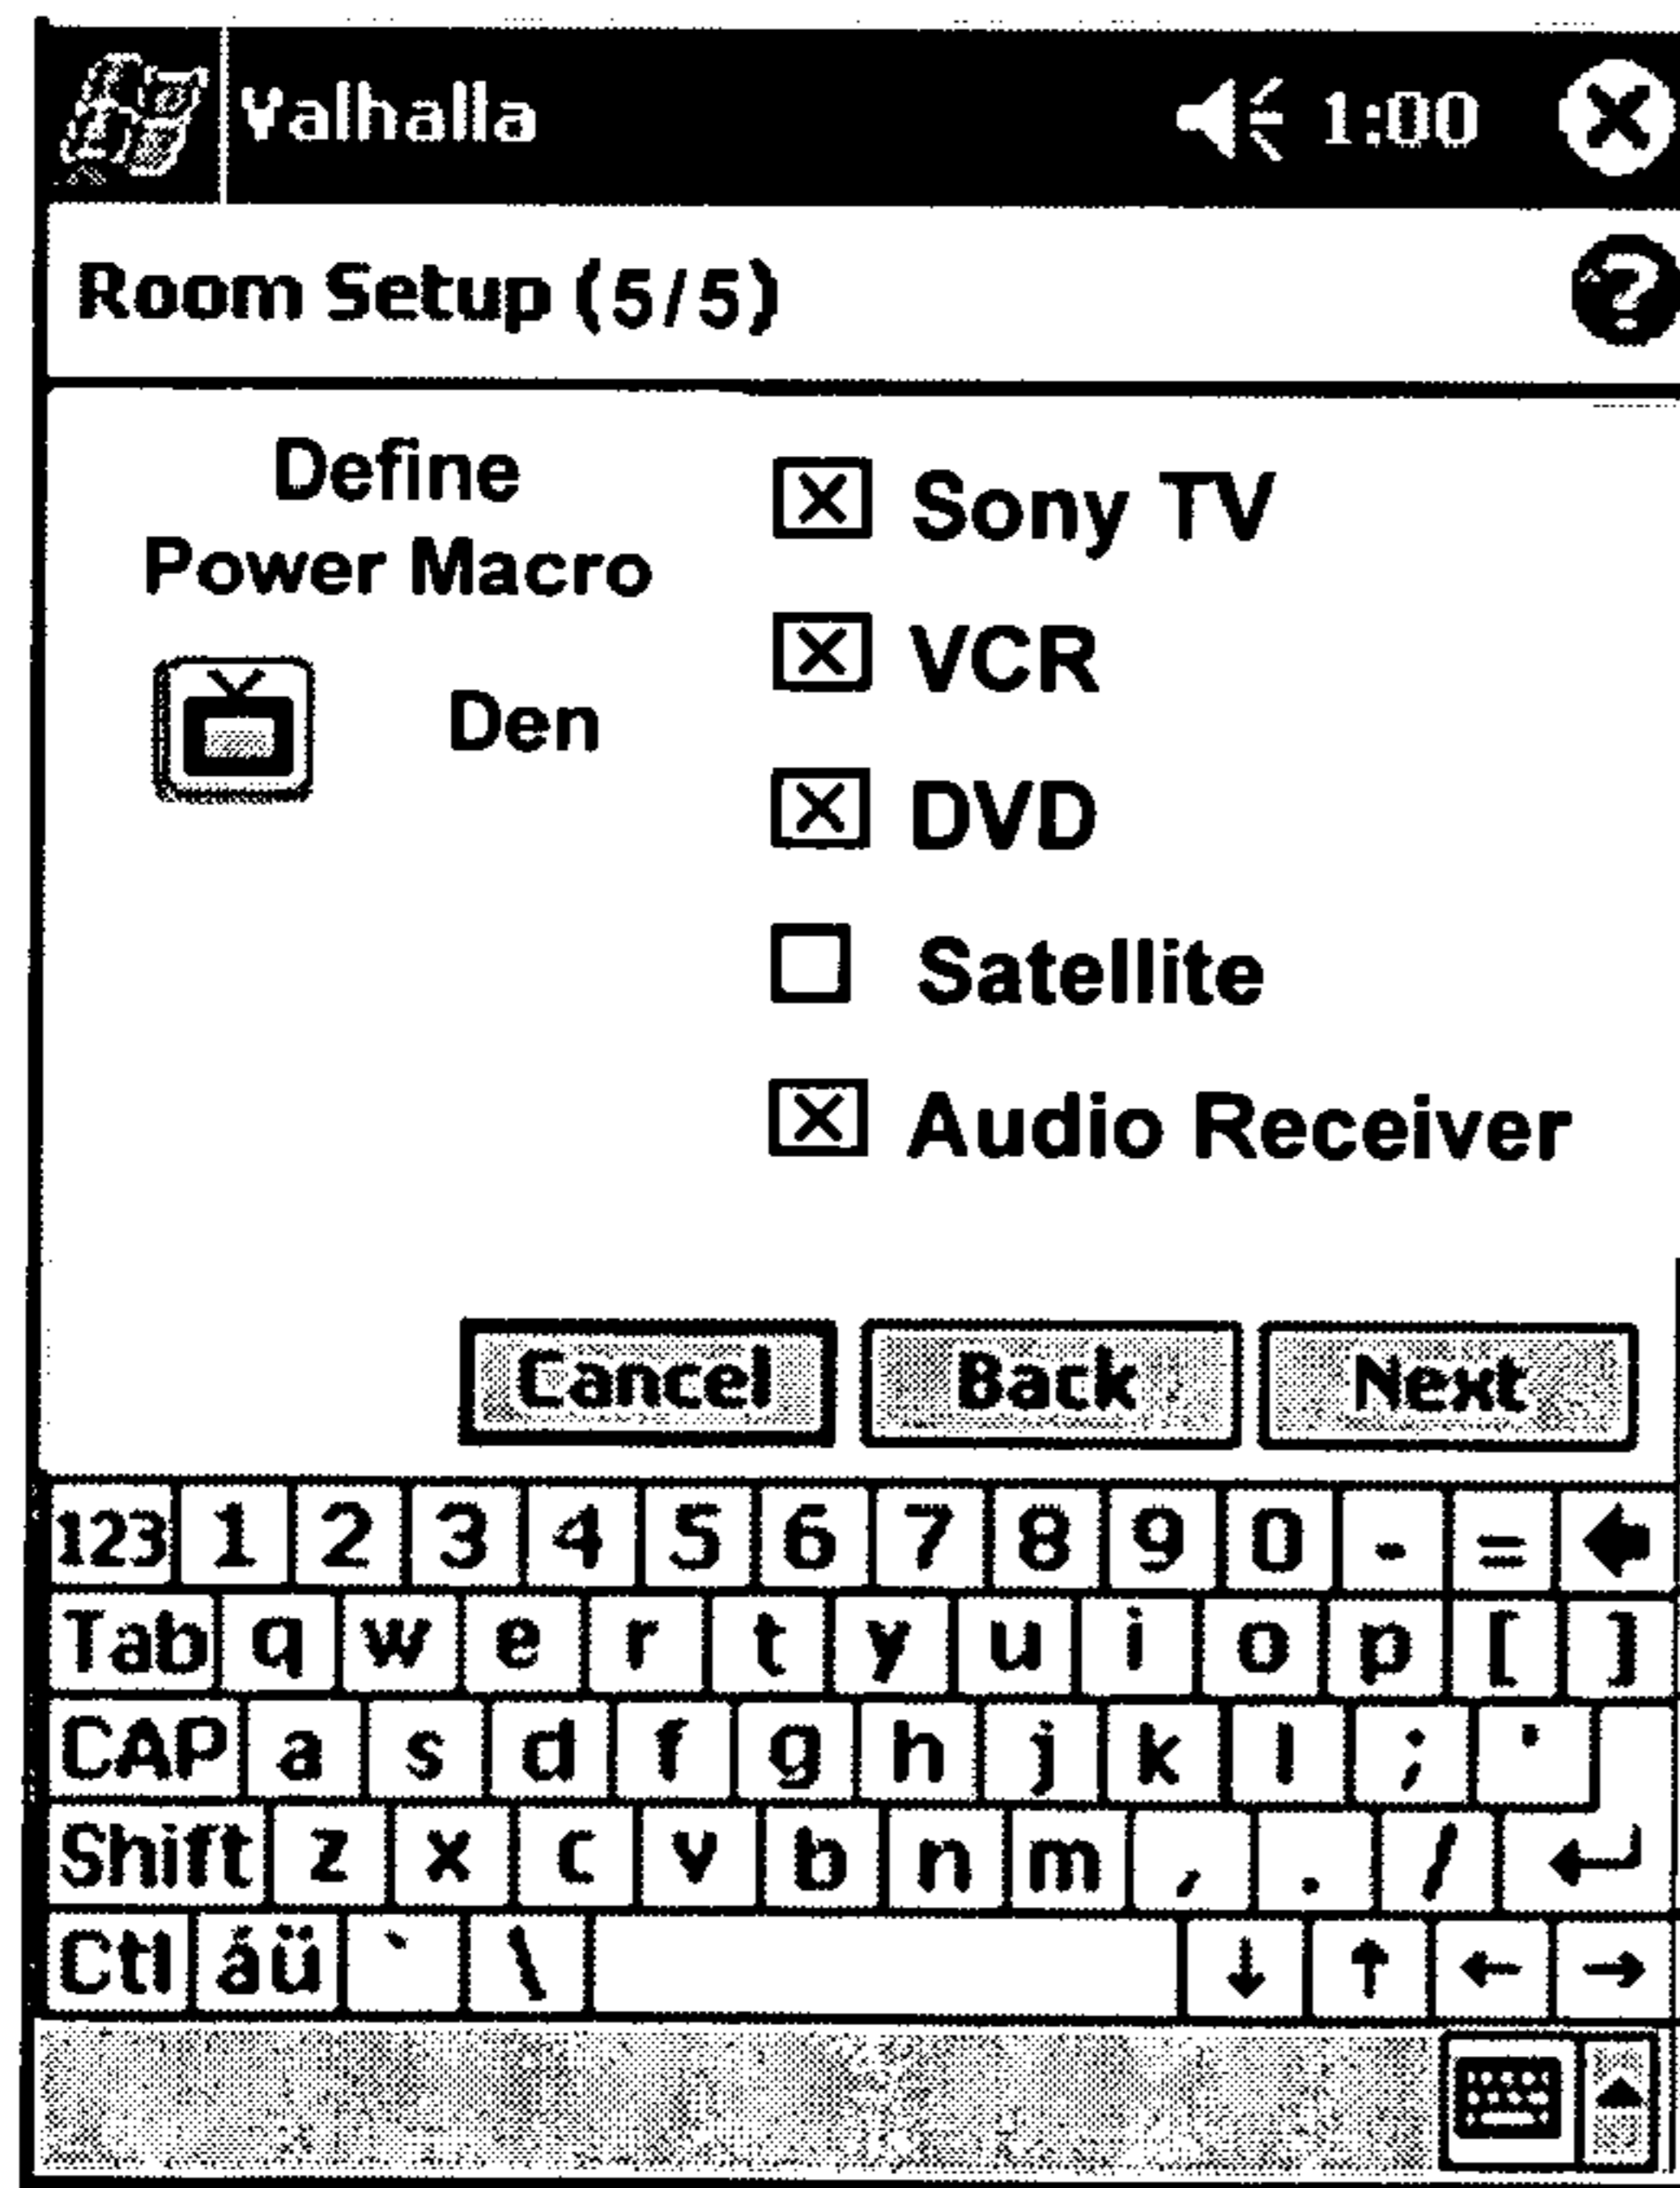 Valhalla 1:00
Room Setup (5/5) ?
Define
Power Macro
Den
Sony TV
VCR
DVD
Satellite
Audio Receiver
Cancel Back Next
123 1 2 3 4 5 6 7 8 9 0 - =
Tab q w e r t y u i o p [ ]
CAP a s d f g h j k l ; '
Shift z x c v b n m , . /
Ctl áü ` \ ↓ ↑ ← →